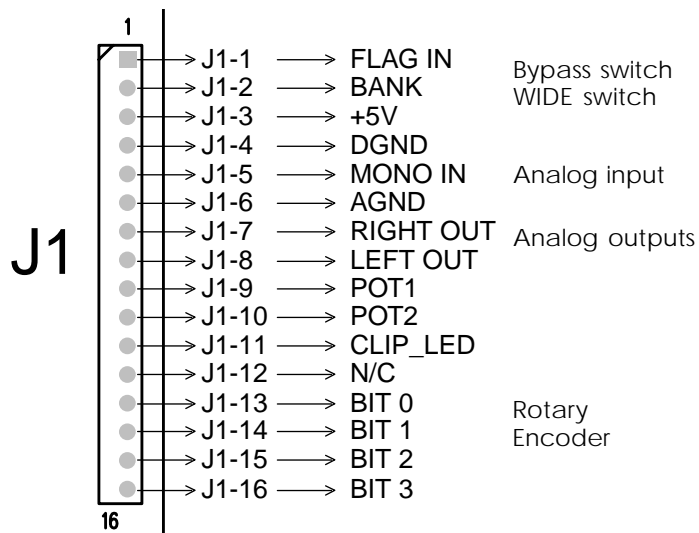 1
J1-1 FLAG IN
Bypass switch
J1-2 BANK
WIDE switch
J1-3 +5V
J1-4 DGND
J1-5 MONO IN Analog input
J1-6 AGND
J1
J1-7 RIGHT OUT Analog outputs
J1-8 LEFT OUT
J1-9 POT1
J1-10 POT2
J1-11 CLIP_LED
J1-12 N/C
J1-13 BIT 0 Rotary
J1-14 BIT 1 Encoder
J1-15 BIT 2
J1-16 BIT 3
16